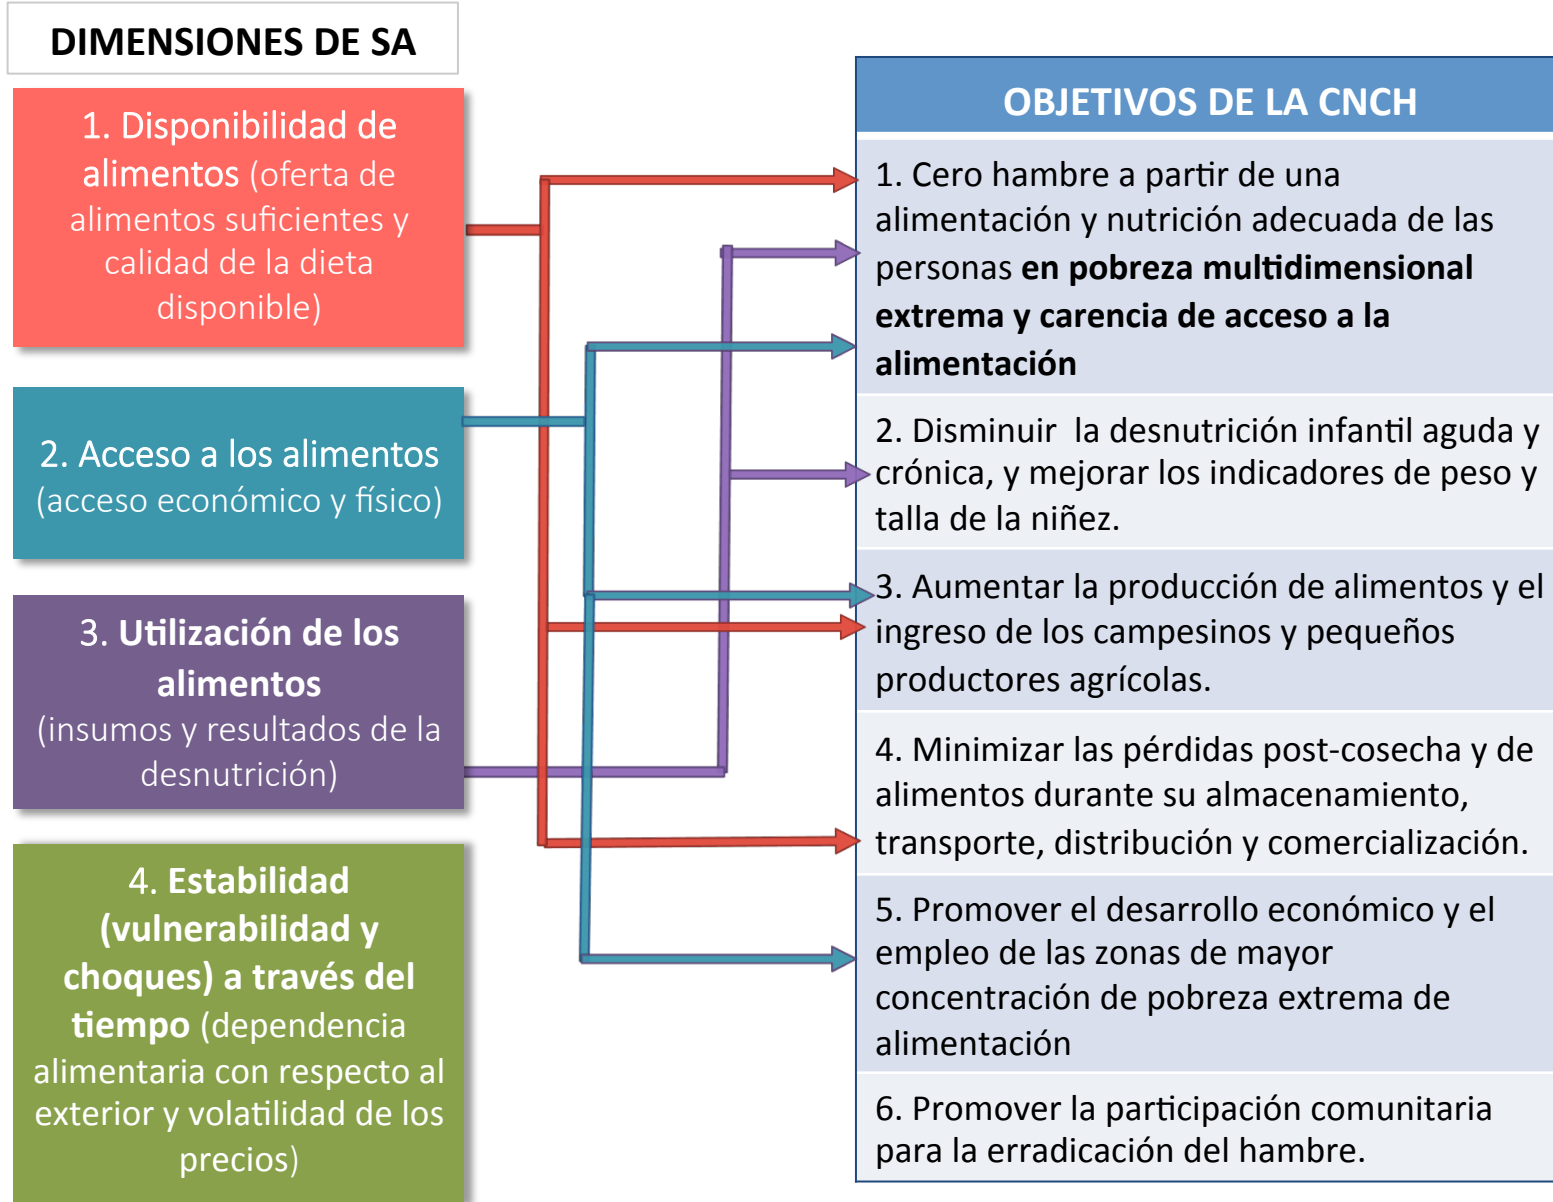 DIMENSIONES DE SA
1. Disponibilidad de
alimentos (oferta de
alimentos suficientes y
calidad de la dieta
disponible)
2. Acceso a los alimentos
(acceso económico y físico)
3. Utilización de los
alimentos
(insumos y resultados de la
desnutrición)
4. Estabilidad
(vulnerabilidad y
choques) a través del
tiempo (dependencia
alimentaria con respecto al
exterior y volatilidad de los
precios)
OBJETIVOS DE LA CNCH
1. Cero hambre a partir de una
alimentación y nutrición adecuada de las
personas en pobreza multidimensional
extrema y carencia de acceso a la
alimentación
2. Disminuir la desnutrición infantil aguda y
crónica, y mejorar los indicadores de peso y
talla de la niñez.
3. Aumentar la producción de alimentos y el
ingreso de los campesinos y pequeños
productores agrícolas.
4. Minimizar las pérdidas post-cosecha y de
alimentos durante su almacenamiento,
transporte, distribución y comercialización.
5. Promover el desarrollo económico y el
empleo de las zonas de mayor
concentración de pobreza extrema de
alimentación
6. Promover la participación comunitaria
para la erradicación del hambre.